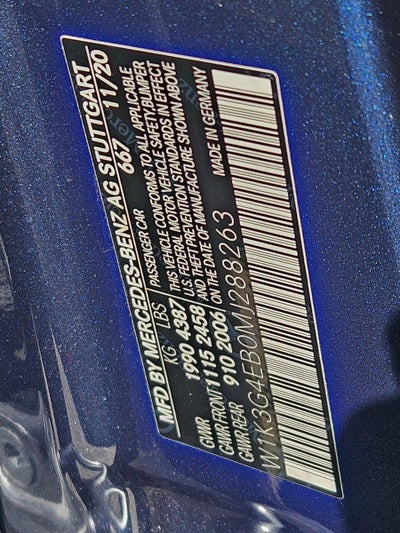 MFD BY MERCEDES-BENZ AG STUTTGART
667 11/20
KG LBS
GVWR 1990 4387
GAWR FRONT 1115 2458
GAWR REAR 910 2006
PASSENGER CAR
THIS VEHICLE CONFORMS TO ALL APPLICABLE
U.S. FEDERAL MOTOR VEHICLE SAFETY, BUMPER
AND THEFT PREVENTION STANDARDS IN EFFECT
ON THE DATE OF MANUFACTURE SHOWN ABOVE
MADE IN GERMANY
W1K3G4EB0MJ288263